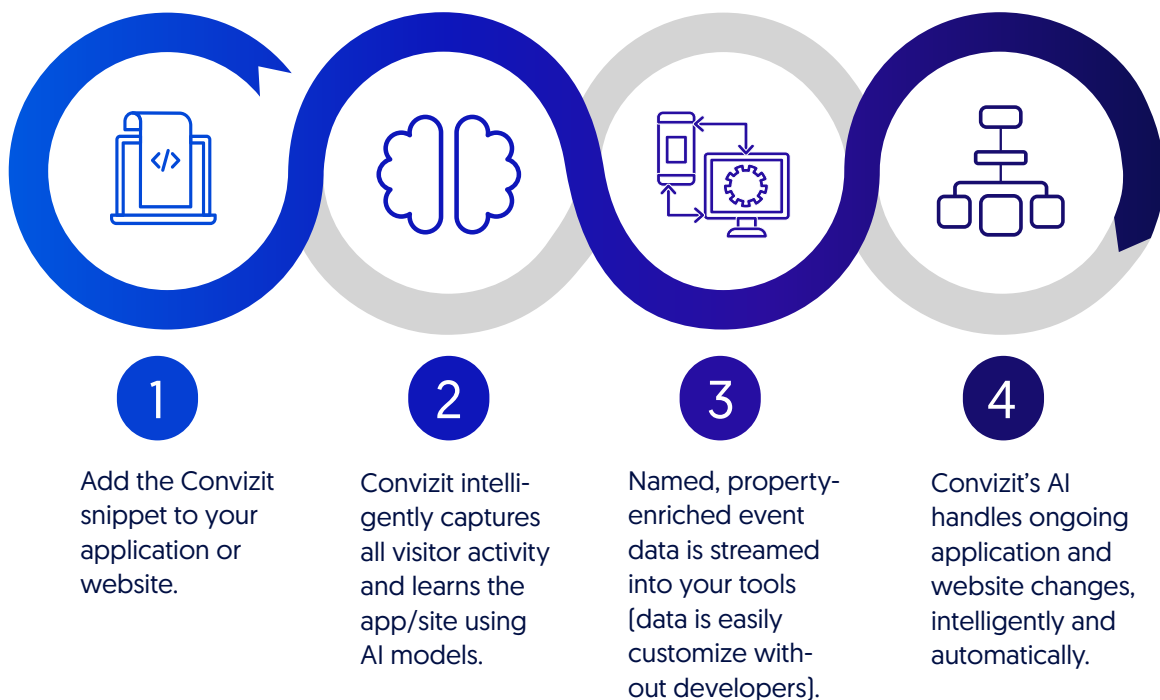 </>
1
Add the Convizit
snippet to your
application or
website.
2
Convizit intelli-
gently captures
all visitor activity
and learns the
app/site using
AI models.
3
Named, property-
enriched event
data is streamed
into your tools
(data is easily
customize with-
out developers).
4
Convizit’s AI
handles ongoing
application and
website changes,
intelligently and
automatically.